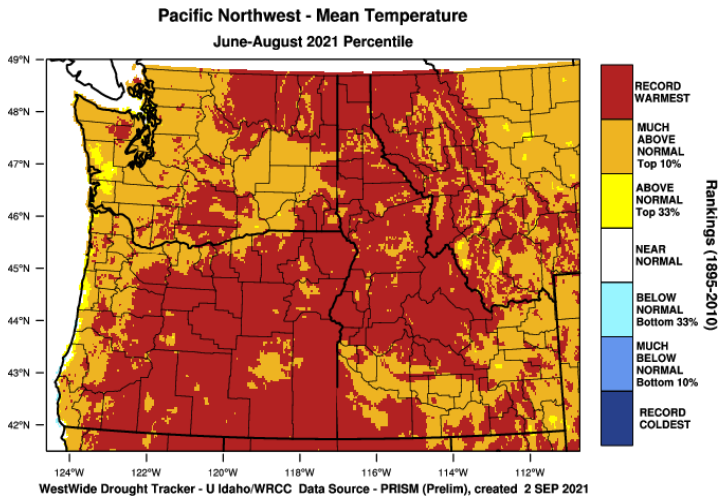 Pacific Northwest - Mean Temperature
June-August 2021 Percentile
49°N
48°N
47°N
46°N
45°N
44°N
43°N
42°N
124°W
122°W
120°W
118°W
116°W
114°W
112°W
RECORD
WARMEST
MUCH
ABOVE
NORMAL
Top 10%
ABOVE
NORMAL
Top 33%
NEAR
NORMAL
BELOW
NORMAL
Bottom 33%
MUCH
BELOW
NORMAL
Bottom 10%
RECORD
COLDEST
Rankings (1895-2010)
WestWide Drought Tracker - U Idaho/WRCC Data Source - PRISM (Prelim), created 2 SEP 2021